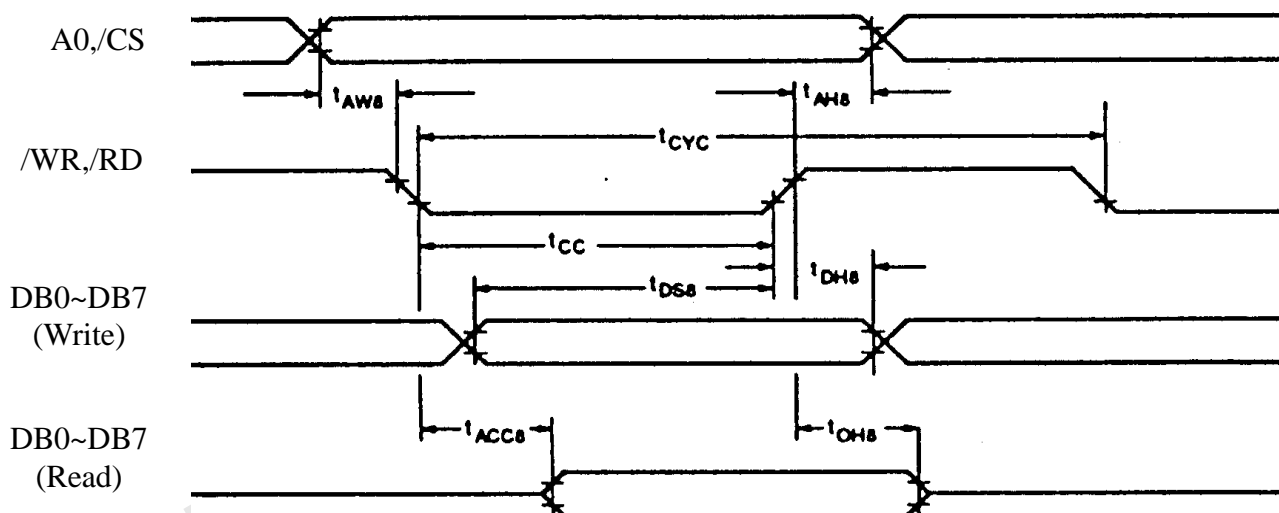 A0,/CS
tAW8
tAH8
tCYC
/WR,/RD
tCC
tDH8
tDS8
DB0~DB7
(Write)
tACC8
tOH8
DB0~DB7
(Read)